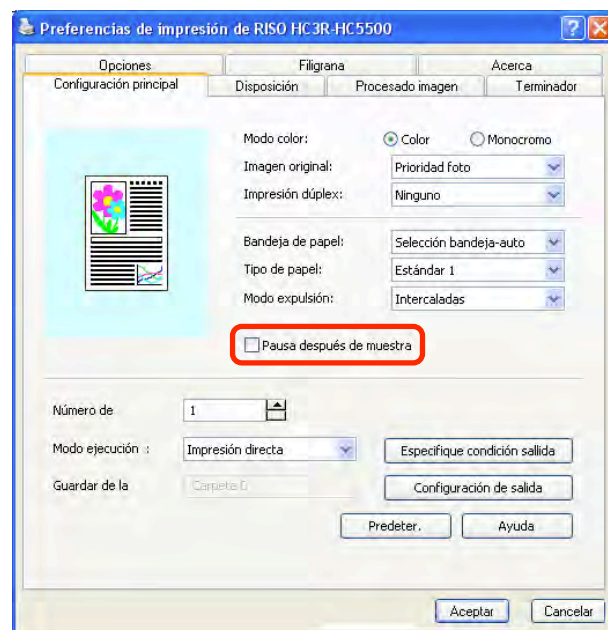 Preferencias de impresión de RISO HC3R-HC5500
Opciones Filigrana Acerca
Configuración principal Disposición Procesado imagen Terminador
Modo color: Color Monocromo
Imagen original: Prioridad foto
Impresión dúplex: Ninguno
Bandeja de papel: Selección bandeja-auto
Tipo de papel: Estándar 1
Modo expulsión: Intercaladas
Pausa después de muestra
Número de 1
Modo ejecución : Impresión directa Especifique condición sallida
Guardar de la Carpeta 0 Configuración de salida
Predeter. Ayuda
Aceptar Cancelar